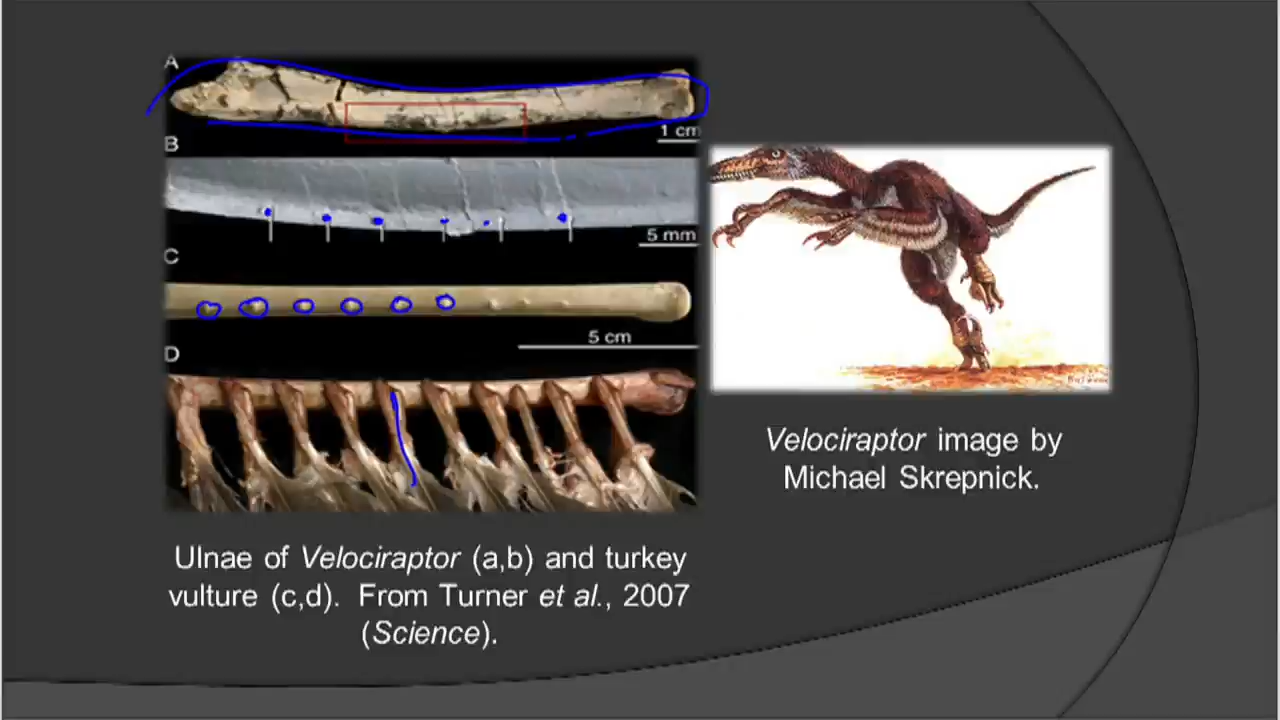 A
1 cm
B
5 mm
C
5 cm
D
Velociraptor image by
Michael Skrepnick.
Ulnae of Velociraptor (a,b) and turkey
vulture (c,d). From Turner et al., 2007
(Science).